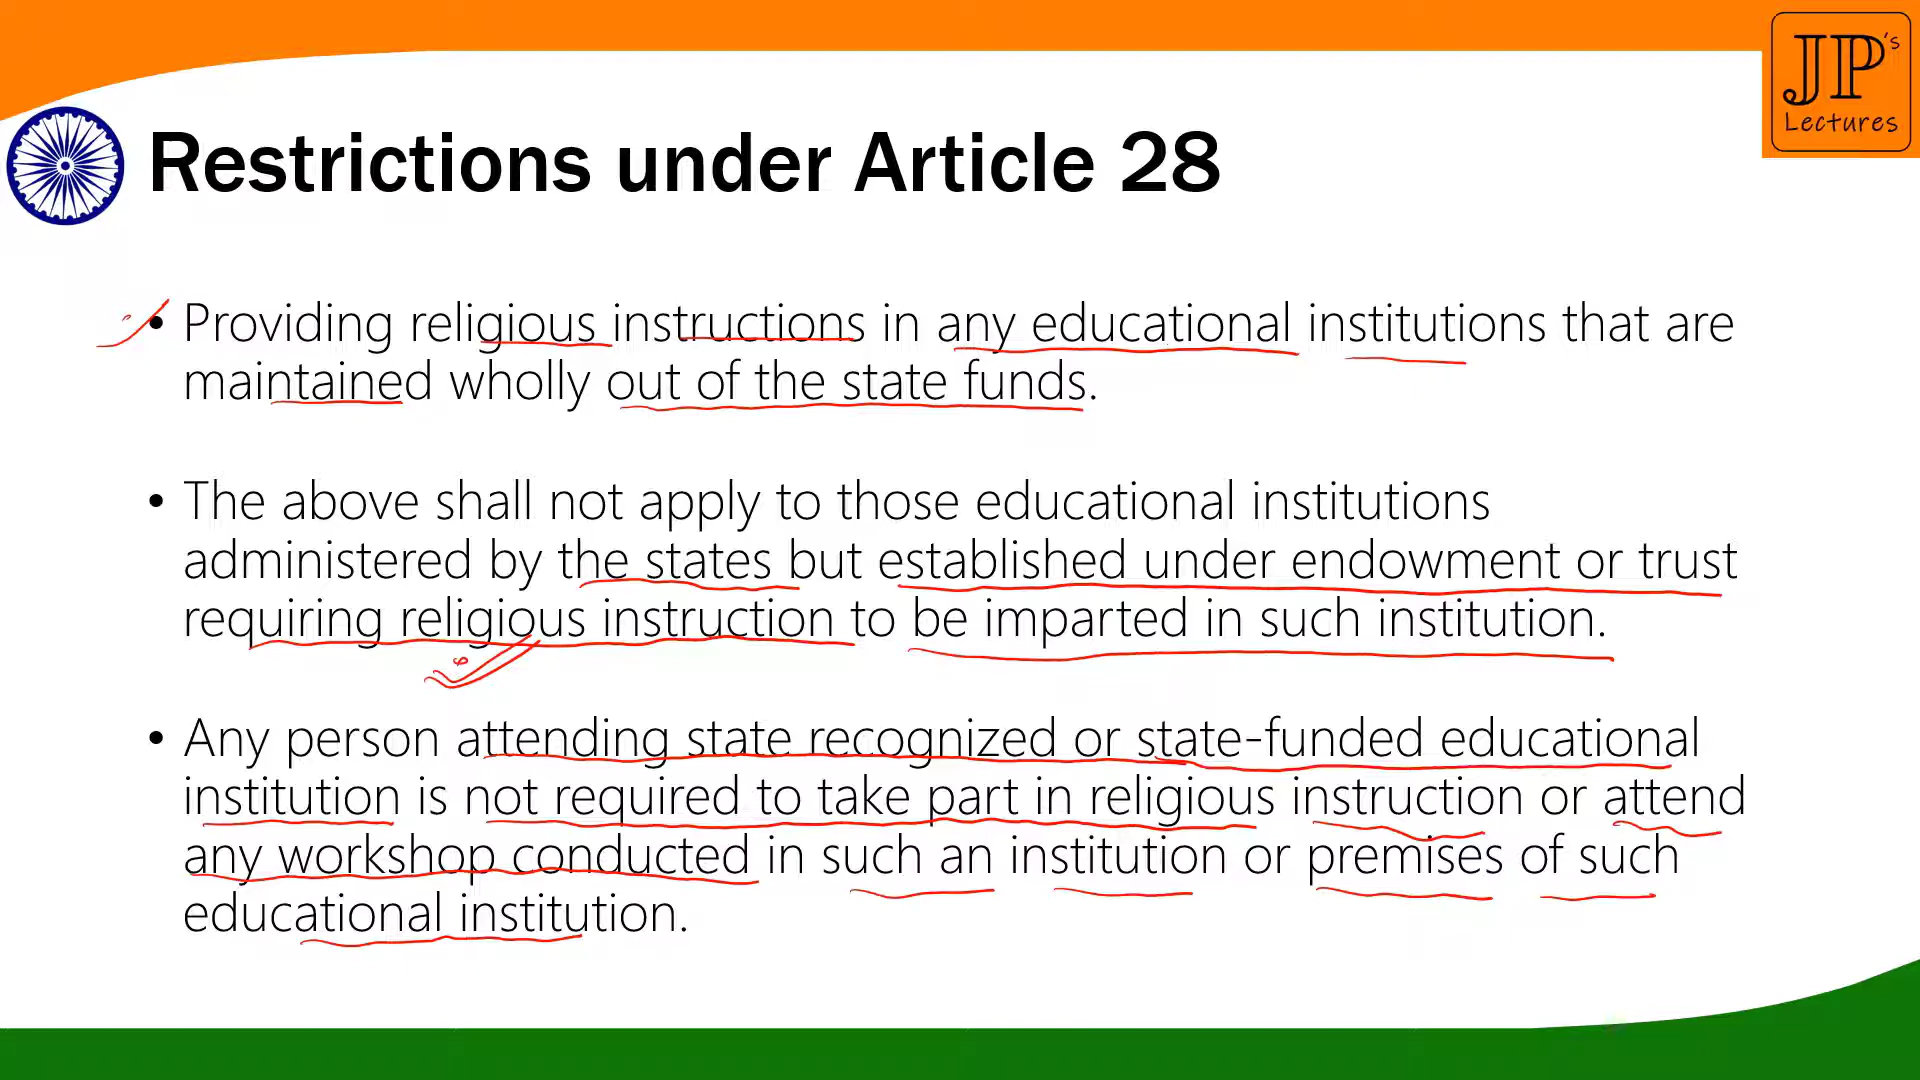 JP's
Lectures
Restrictions under Article 28
• Providing religious instructions in any educational institutions that are
maintained wholly out of the state funds.
• The above shall not apply to those educational institutions
administered by the states but established under endowment or trust
requiring religious instruction to be imparted in such institution.
• Any person attending state recognized or state-funded educational
institution is not required to take part in religious instruction or attend
any workshop conducted in such an institution or premises of such
educational institution.